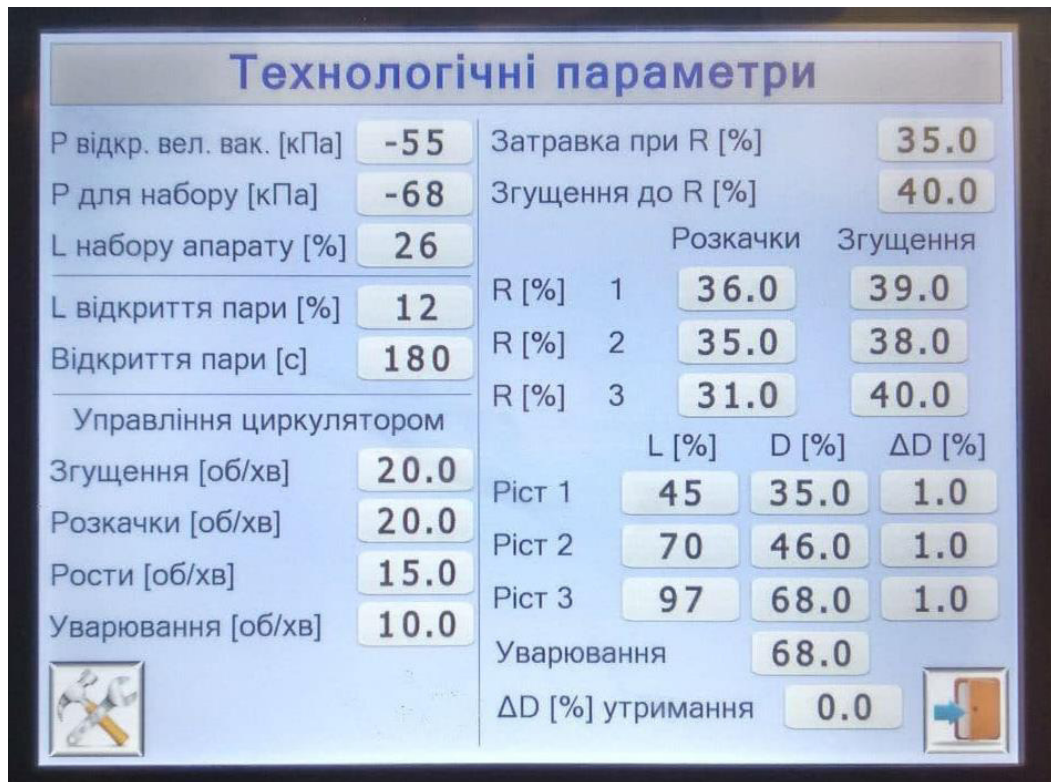 Технологічні параметри
P відкр. вел. вак. [кПа] -55
P для набору [кПа] -68
L набору апарату [%] 26
L відкриття пари [%] 12
Відкриття пари [с] 180
Управління циркулятором
Згущення [об/хв] 20.0
Розкачки [об/хв] 20.0
Рости [об/хв] 15.0
Уварювання [об/хв] 10.0
Затравка при R [%] 35.0
Згущення до R [%] 40.0
Розкачки Згущення
R [%] 1 36.0 39.0
R [%] 2 35.0 38.0
R [%] 3 31.0 40.0
L [%] D [%] ΔD [%]
Ріст 1 45 35.0 1.0
Ріст 2 70 46.0 1.0
Ріст 3 97 68.0 1.0
Уварювання 68.0
ΔD [%] утримання 0.0